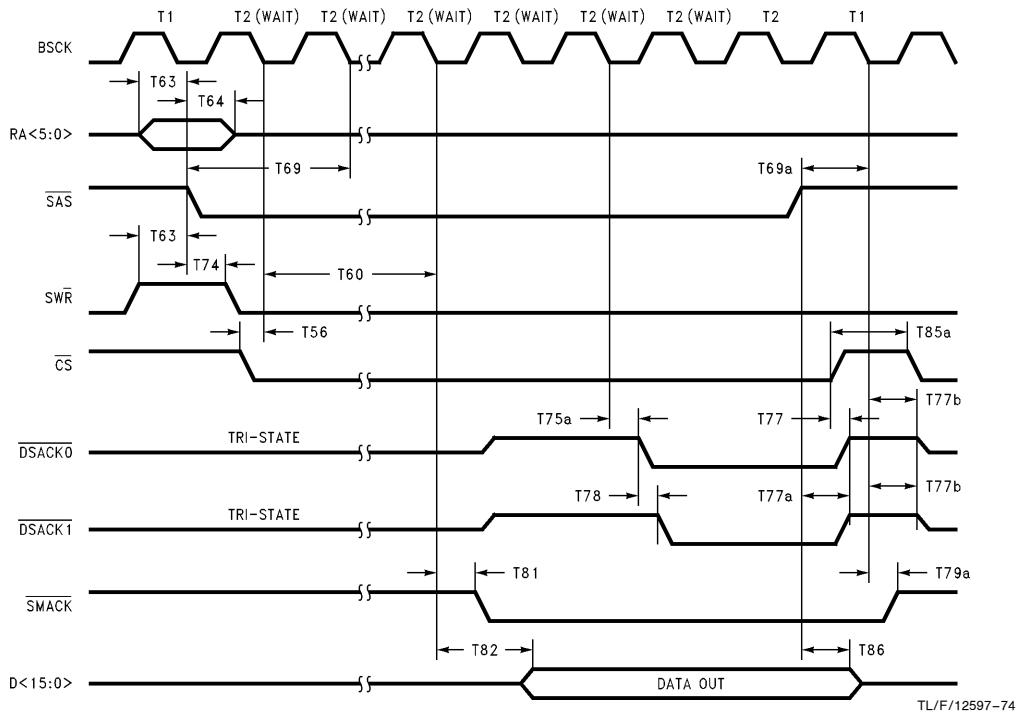 T1 T2 (WAIT) T2 (WAIT) T2 (WAIT) T2 (WAIT) T2 (WAIT) T2 (WAIT) T2 T1
BSCK
T63
T64
RA<5:0>
T69 T69a
SAS
T63
T74
T60
SWR
T56 T85a
CS
T77b
T75a T77
TRI-STATE
DSACK0
T78 T77a T77b
TRI-STATE
DSACK1
T81 T79a
SMACK
T82 T86
D<15:0> DATA OUT
TL/F/12597-74